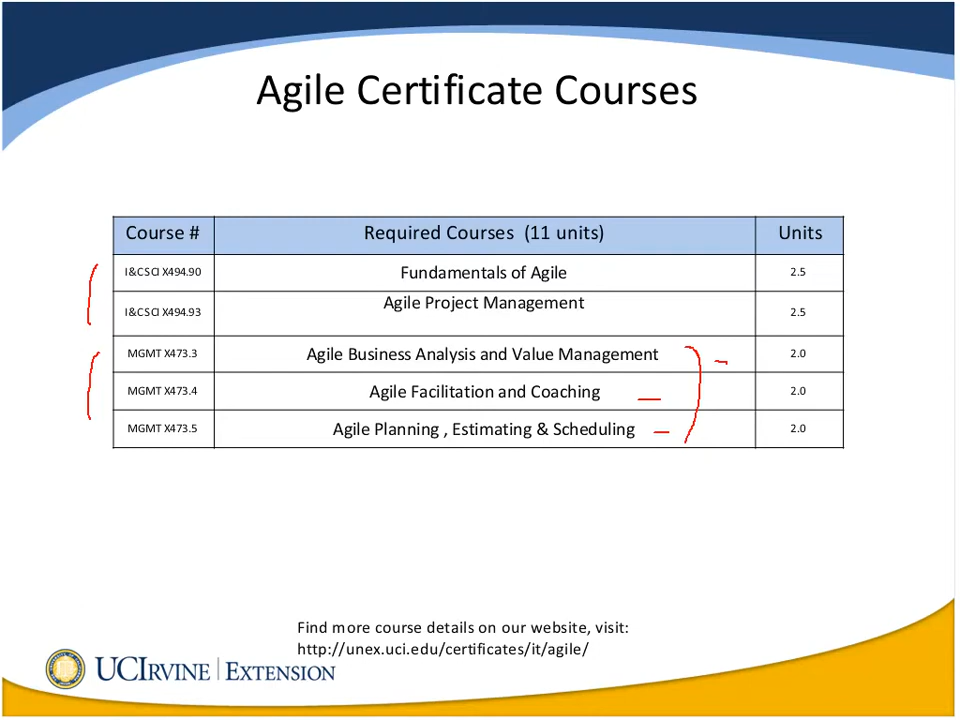 Agile Certificate Courses
Course # Required Courses (11 units) Units
I&CSCI X494.90 Fundamentals of Agile 2.5
I&CSCI X494.93 Agile Project Management 2.5
MGMT X473.3 Agile Business Analysis and Value Management 2.0
MGMT X473.4 Agile Facilitation and Coaching 2.0
MGMT X473.5 Agile Planning , Estimating & Scheduling 2.0
Find more course details on our website, visit:
http://unex.uci.edu/certificates/it/agile/
UCIRVINE | EXTENSION